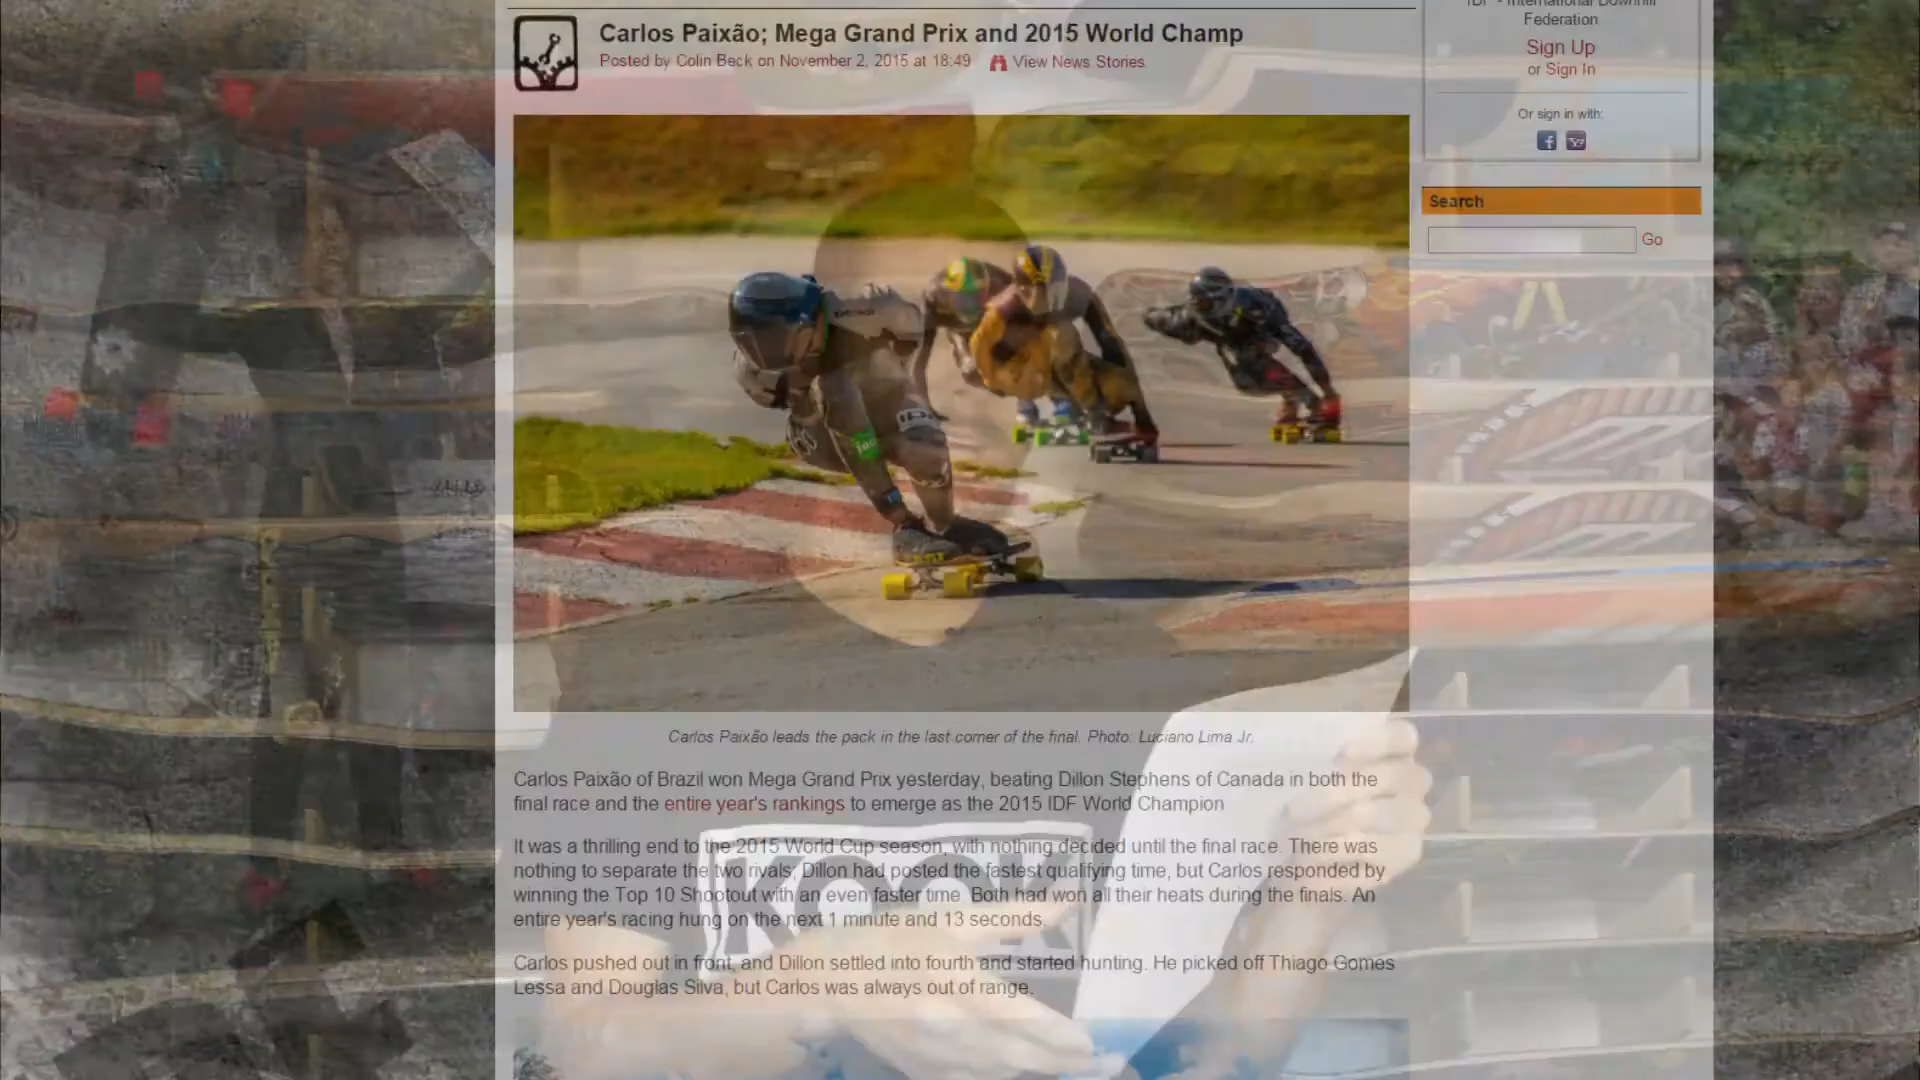 IDF - International Downhill
Federation
Sign Up
or Sign In
Or sign in with:
Search
Go
Carlos Paixão; Mega Grand Prix and 2015 World Champ
Posted by Colin Beck on November 2, 2015 at 18:49 View News Stories
Carlos Paixão leads the pack in the last corner of the final. Photo: Luciano Lima Jr.
Carlos Paixão of Brazil won Mega Grand Prix yesterday, beating Dillon Stephens of Canada in both the
final race and the entire year's rankings to emerge as the 2015 IDF World Champion
It was a thrilling end to the 2015 World Cup season, with nothing decided until the final race. There was
nothing to separate the two rivals; Dillon had posted the fastest qualifying time, but Carlos responded by
winning the Top 10 Shootout with an even faster time. Both had won all their heats during the finals. An
entire year's racing hung on the next 1 minute and 13 seconds.
Carlos pushed out in front, and Dillon settled into fourth and started hunting. He picked off Thiago Gomes
Lessa and Douglas Silva, but Carlos was always out of range.
KOOK